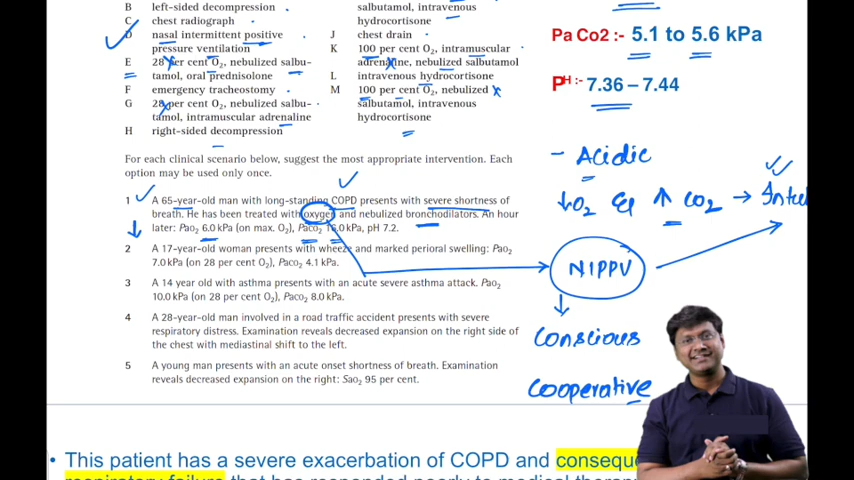 B left-sided decompression
C chest radiograph
D nasal intermittent positive
pressure ventilation
E 28 per cent O₂, nebulized salbu-
tamol, oral prednisolone
F emergency tracheostomy
G 28 per cent O₂, nebulized salbu-
tamol, intramuscular adrenaline
H right-sided decompression
salbutamol, intravenous
hydrocortisone
J chest drain
K 100 per cent O₂, intramuscular
adrenaline, nebulized salbutamol
L intravenous hydrocortisone
M 100 per cent O₂, nebulized
salbutamol, intravenous
hydrocortisone
For each clinical scenario below, suggest the most appropriate intervention. Each
option may be used only once.
1 A 65-year-old man with long-standing COPD presents with severe shortness of
breath. He has been treated with oxygen and nebulized bronchodilators. An hour
later: Pao₂ 6.0 kPa (on max. O₂), Paco₂ .0 kPa, pH 7.2.
2 A 17-year-old woman presents with wheeze and marked perioral swelling: Pao₂
7.0 kPa (on 28 per cent O₂), Paco₂ 4.1 kPa.
3 A 14 year old with asthma presents with an acute severe asthma attack. Pao₂
10.0 kPa (on 28 per cent O₂), Paco₂ 8.0 kPa.
4 A 28-year-old man involved in a road traffic accident presents with severe
respiratory distress. Examination reveals decreased expansion on the right side of
the chest with mediastinal shift to the left.
5 A young man presents with an acute onset shortness of breath. Examination
reveals decreased expansion on the right: Sao₂ 95 per cent.
Pa Co2 :- 5.1 to 5.6 kPa
PH :- 7.36 – 7.44
- Acidic
↓O₂ & ↑ CO₂ →
NIPPV
↓
Conscious
Cooperative
• This patient has a severe exacerbation of COPD and
respiratory failure that has responded poorly to medical